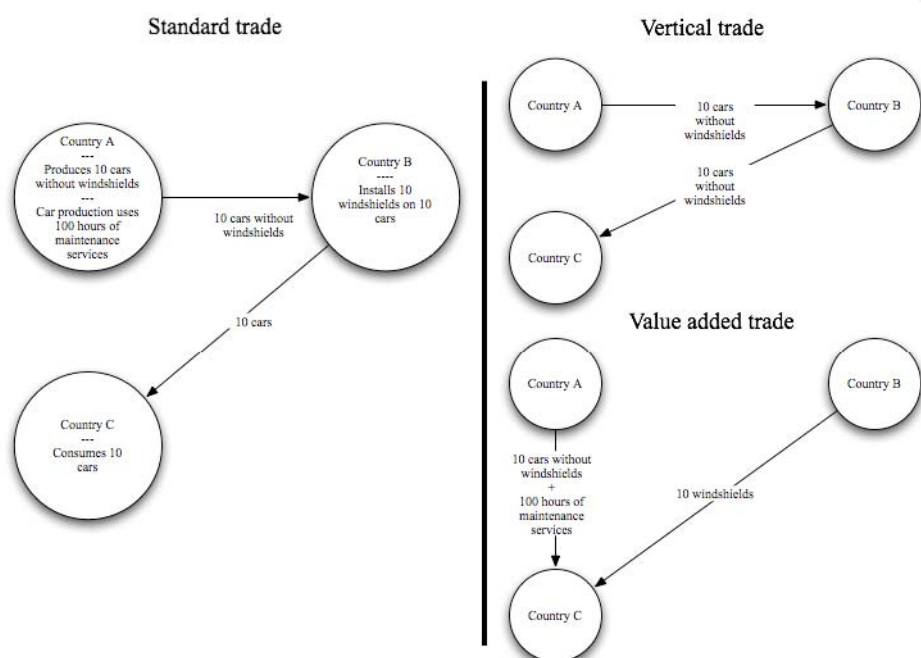 Standard trade
Country A
---
Produces 10 cars
without windshields
---
Car production uses
100 hours of
maintenance
services
10 cars without
windshields
Country B
----
Installs 10
windshields on 10
cars
10 cars
Country C
---
Consumes 10
cars
Vertical trade
Country A
10 cars
without
windshields
Country B
10 cars
without
windshields
Country C
Value added trade
Country A
Country B
10 cars without
windshields
+
100 hours of
maintenance
services
10 windshields
Country C